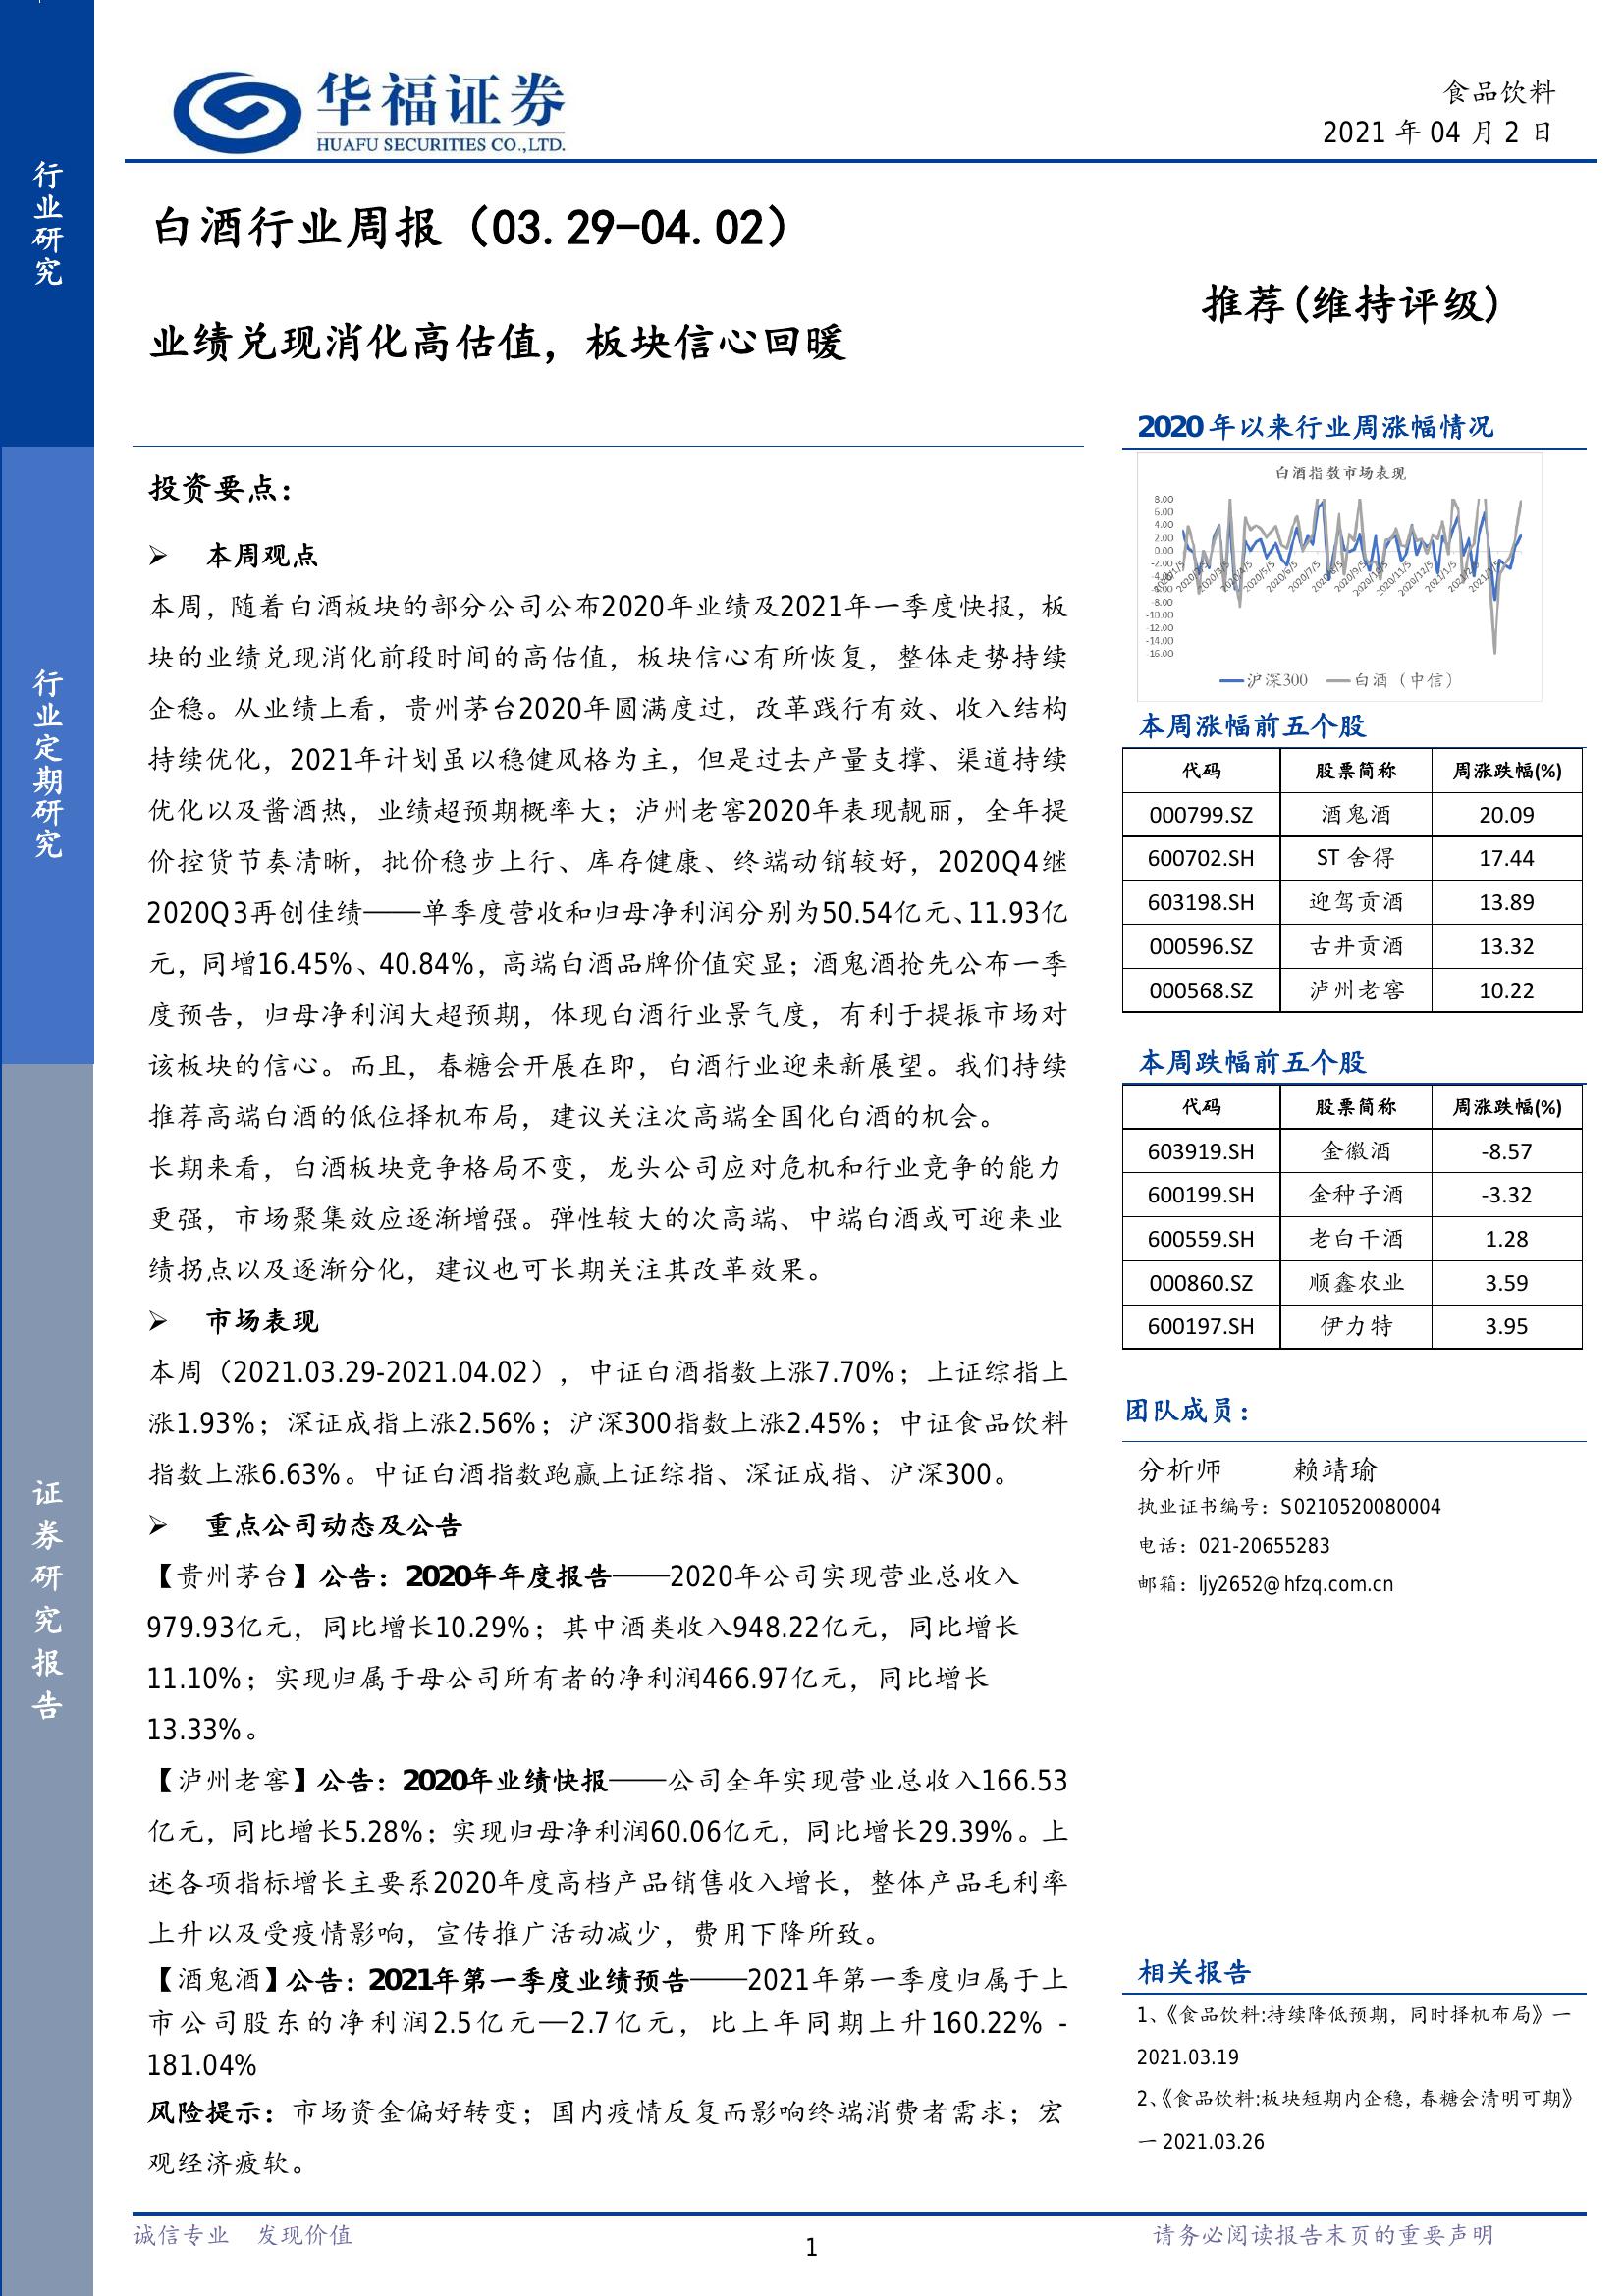 华福证券
HUAFU SECURITIES CO.,LTD.
食品饮料
2021 年 04 月 2 日
行业研究
行业定期研究
证券研究报告
白酒行业周报（03.29-04.02）
业绩兑现消化高估值，板块信心回暖
推荐(维持评级)
投资要点：
➢ 本周观点
本周，随着白酒板块的部分公司公布2020年业绩及2021年一季度快报，板
块的业绩兑现消化前段时间的高估值，板块信心有所恢复，整体走势持续
企稳。从业绩上看，贵州茅台2020年圆满度过，改革践行有效、收入结构
持续优化，2021年计划虽以稳健风格为主，但是过去产量支撑、渠道持续
优化以及酱酒热，业绩超预期概率大；泸州老窖2020年表现靓丽，全年提
价控货节奏清晰，批价稳步上行、库存健康、终端动销较好，2020Q4继
2020Q3再创佳绩——单季度营收和归母净利润分别为50.54亿元、11.93亿
元，同增16.45%、40.84%，高端白酒品牌价值突显；酒鬼酒抢先公布一季
度预告，归母净利润大超预期，体现白酒行业景气度，有利于提振市场对
该板块的信心。而且，春糖会开展在即，白酒行业迎来新展望。我们持续
推荐高端白酒的低位择机布局，建议关注次高端全国化白酒的机会。
长期来看，白酒板块竞争格局不变，龙头公司应对危机和行业竞争的能力
更强，市场聚集效应逐渐增强。弹性较大的次高端、中端白酒或可迎来业
绩拐点以及逐渐分化，建议也可长期关注其改革效果。
➢ 市场表现
本周（2021.03.29-2021.04.02），中证白酒指数上涨7.70%；上证综指上
涨1.93%；深证成指上涨2.56%；沪深300指数上涨2.45%；中证食品饮料
指数上涨6.63%。中证白酒指数跑赢上证综指、深证成指、沪深300。
➢ 重点公司动态及公告
【贵州茅台】公告：2020年年度报告——2020年公司实现营业总收入
979.93亿元，同比增长10.29%；其中酒类收入948.22亿元，同比增长
11.10%；实现归属于母公司所有者的净利润466.97亿元，同比增长
13.33%。
【泸州老窖】公告：2020年业绩快报——公司全年实现营业总收入166.53
亿元，同比增长5.28%；实现归母净利润60.06亿元，同比增长29.39%。上
述各项指标增长主要系2020年度高档产品销售收入增长，整体产品毛利率
上升以及受疫情影响，宣传推广活动减少，费用下降所致。
【酒鬼酒】公告：2021年第一季度业绩预告——2021年第一季度归属于上
市公司股东的净利润2.5亿元—2.7亿元，比上年同期上升160.22% -
181.04%
风险提示：市场资金偏好转变；国内疫情反复而影响终端消费者需求；宏
观经济疲软。
2020年以来行业周涨幅情况
白酒指数市场表现
8.00
6.00
4.00
2.00
0.00
-2.00
-4.00
-6.00
-8.00
-10.00
-12.00
-14.00
16.00
2020/4/5
2020/5/5
2020/6/5
2020/7/5
2020/9/5
2020/11/5
2020/12/5
2021/1/5
沪深300 白酒（中信）
本周涨幅前五个股
代码 股票简称 周涨跌幅(%)
000799.SZ 酒鬼酒 20.09
600702.SH ST 舍得 17.44
603198.SH 迎驾贡酒 13.89
000596.SZ 古井贡酒 13.32
000568.SZ 泸州老窖 10.22
本周跌幅前五个股
代码 股票简称 周涨跌幅(%)
603919.SH 金徽酒 -8.57
600199.SH 金种子酒 -3.32
600559.SH 老白干酒 1.28
000860.SZ 顺鑫农业 3.59
600197.SH 伊力特 3.95
团队成员：
分析师 赖靖瑜
执业证书编号：S0210520080004
电话：021-20655283
邮箱：ljy2652@hfzq.com.cn
相关报告
1、《食品饮料:持续降低预期，同时择机布局》一
2021.03.19
2、《食品饮料:板块短期内企稳，春糖会清明可期》
一 2021.03.26
诚信专业 发现价值
1
请务必阅读报告末页的重要声明